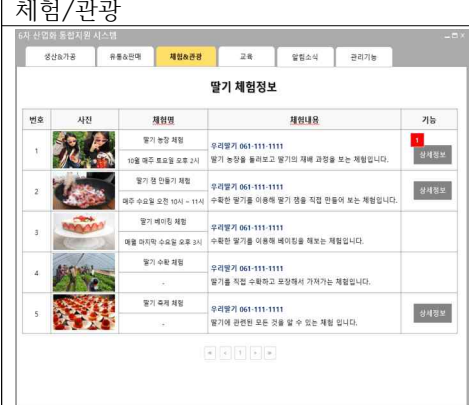 체험/관광
6차 산업화 통합지원 시스템
생산&가공 유통&판매 체험&관광 교육 알림소식 관리기능
딸기 체험정보
번호 사진 체험명 체험내용 기능
1 딸기 농장 체험
10월 매주 토요일 오후 2시
우리딸기 061-111-1111
딸기 농장을 둘러보고 딸기의 재배 과정을 보는 체험입니다.
1
상세정보
2 딸기 잼 만들기 체험
매주 수요일 오전 10시 ~ 11시
우리딸기 061-111-1111
수확한 딸기를 이용해 딸기 잼을 직접 만들어 보는 체험입니다.
상세정보
3 딸기 베이킹 체험
매월 마지막 수요일 오후 3시
우리딸기 061-111-1111
수확한 딸기를 이용해 베이킹을 해보는 체험입니다.
4 딸기 수확 체험
-
우리딸기 061-111-1111
딸기를 직접 수확하고 포장해서 가져가는 체험입니다.
5 딸기 축제 체험
-
우리딸기 061-111-1111
딸기에 관련된 모든 것을 알 수 있는 체험 입니다.
상세정보
« ‹ 1 › »